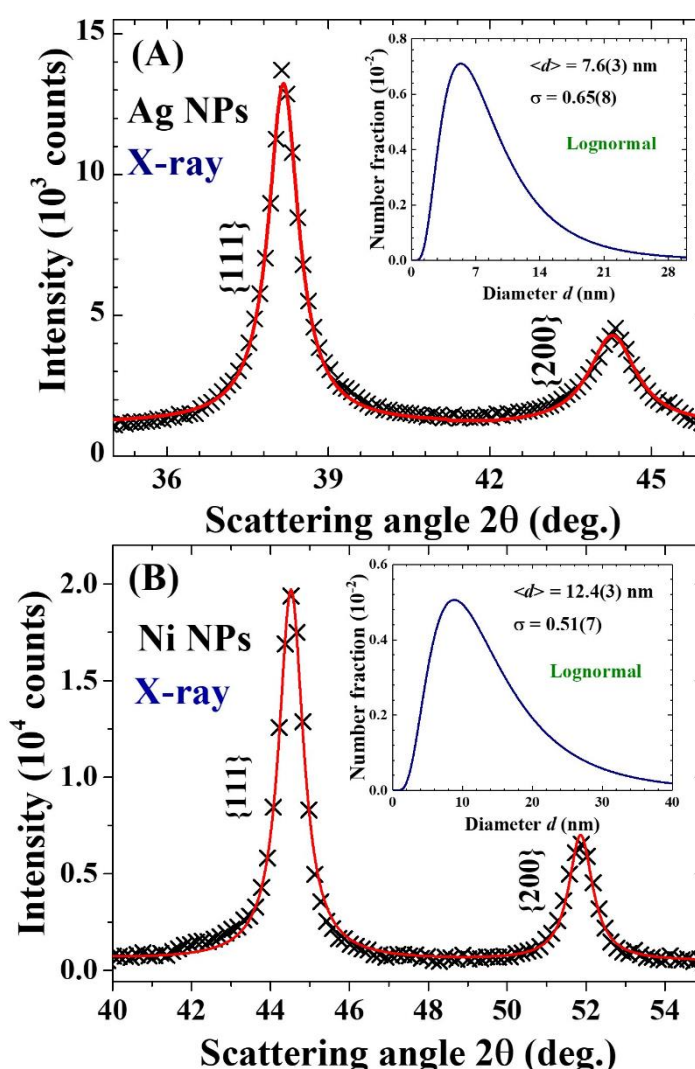 (A)
Ag NPs
X-ray
{111}
{200}
Intensity (10³ counts)
15
10
5
0
36 39 42 45
Scattering angle 2θ (deg.)
<d> = 7.6(3) nm
σ = 0.65(8)
Lognormal
Number fraction (10⁻²)
0.8
0.6
0.4
0.2
0.0
0 7 14 21 28
Diameter d (nm)
(B)
Ni NPs
X-ray
{111}
{200}
Intensity (10⁴ counts)
2.0
1.5
1.0
0.5
0.0
40 42 44 46 48 50 52 54
Scattering angle 2θ (deg.)
<d> = 12.4(3) nm
σ = 0.51(7)
Lognormal
Number fraction (10⁻²)
0.6
0.4
0.2
0.0
0 10 20 30 40
Diameter d (nm)